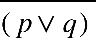 ( p ∨ q )